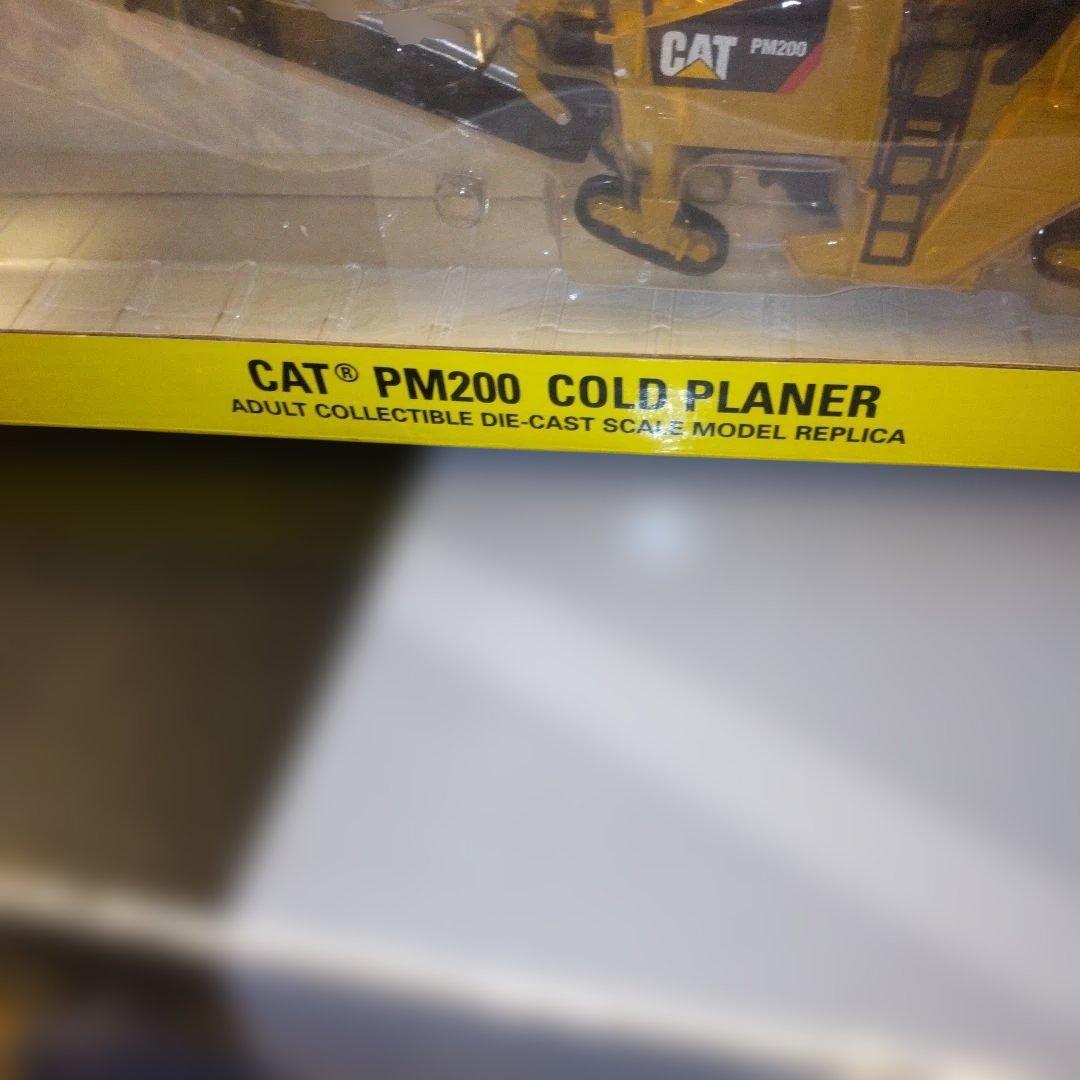 CAT PM200
CAT® PM200 COLD PLANER
ADULT COLLECTIBLE DIE-CAST SCALE MODEL REPLICA